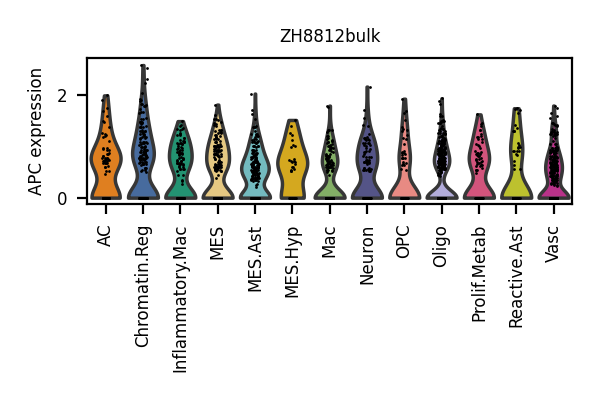 ZH8812bulk
APC expression
2
0
AC
Chromatin.Reg
Inflammatory.Mac
MES
MES.Ast
MES.Hyp
Mac
Neuron
OPC
Oligo
Prolif.Metab
Reactive.Ast
Vasc